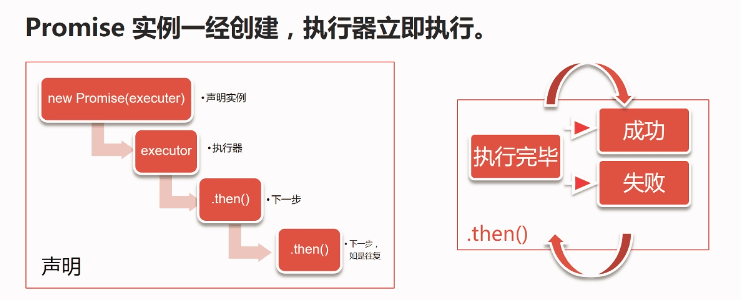 Promise 实例一经创建，执行器立即执行。
new Promise(executer)
•声明实例
executor
•执行器
.then()
•下一步
.then()
•下一步，
如是往复
声明
执行完毕
成功
失败
.then()